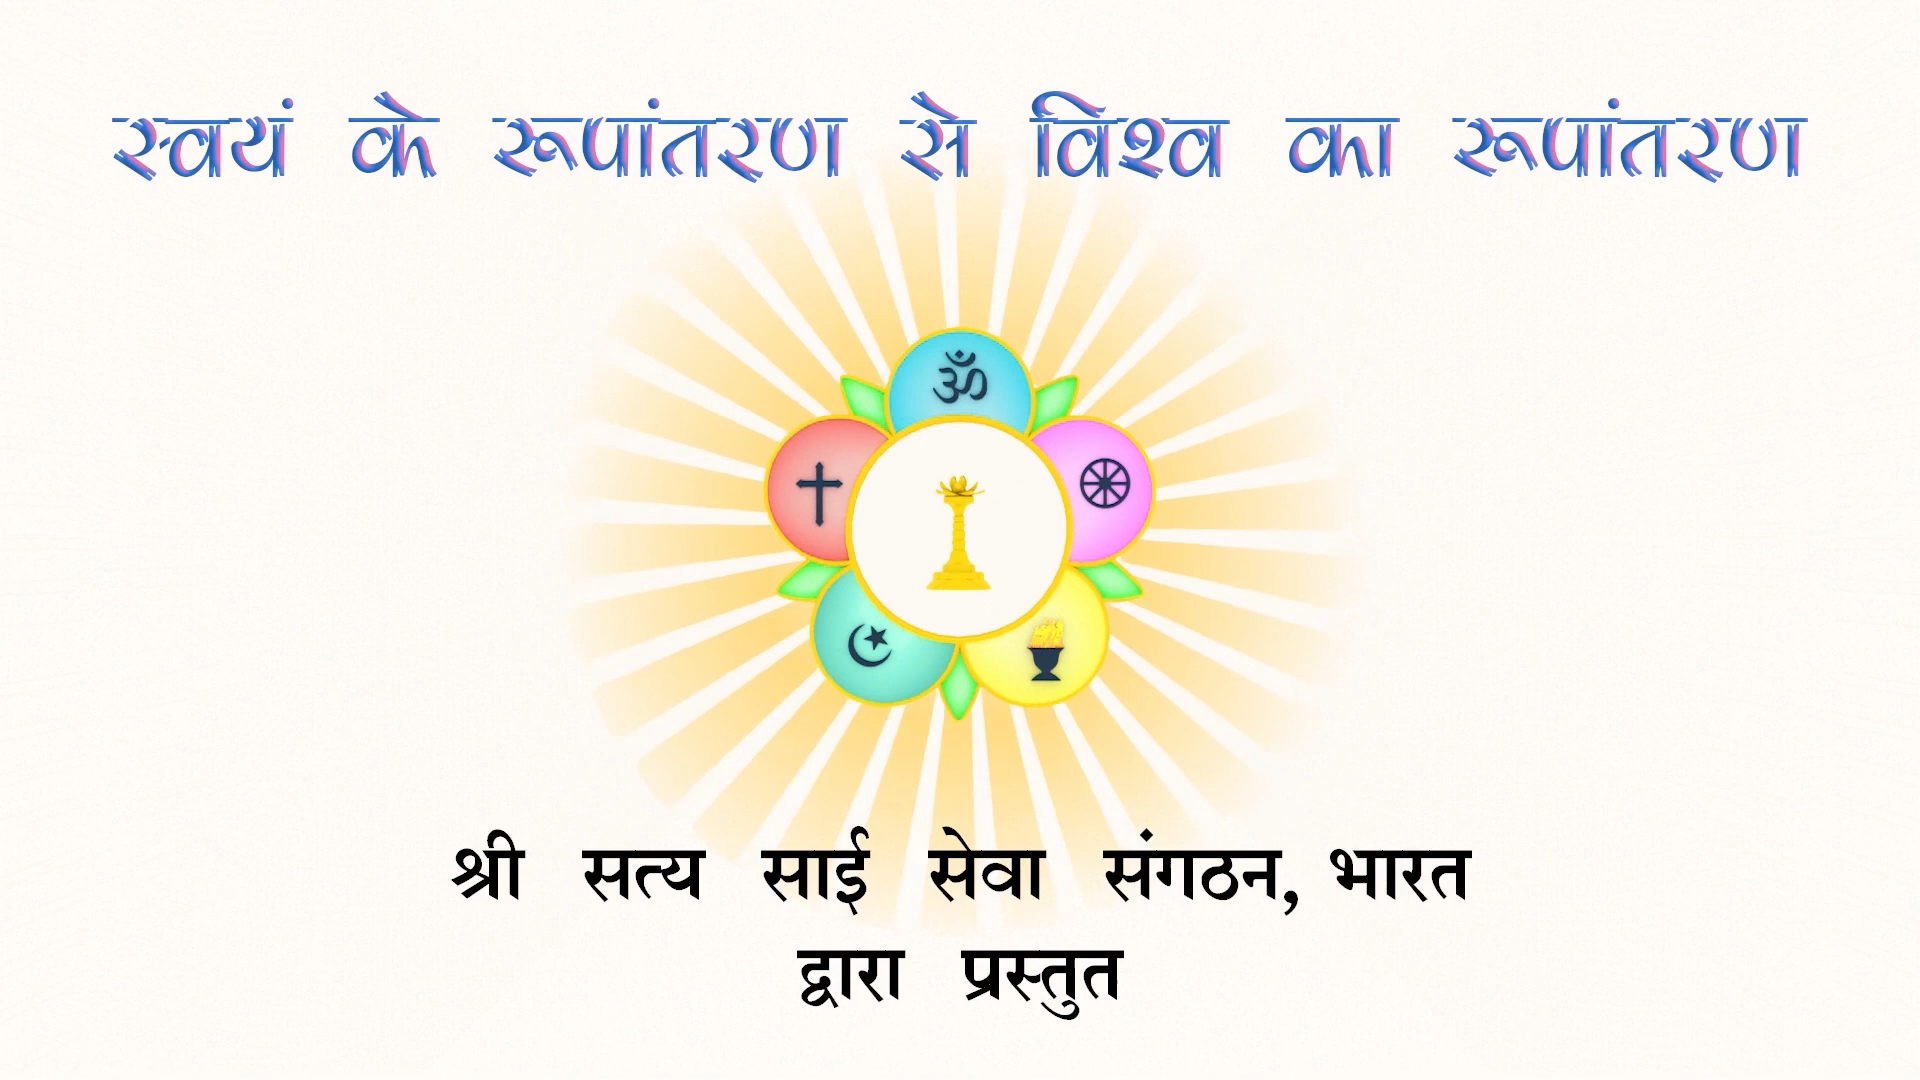 स्वयं के रूपांतरण से विश्व का रूपांतरण
ॐ
श्री सत्य साई सेवा संगठन, भारत
द्वारा प्रस्तुत